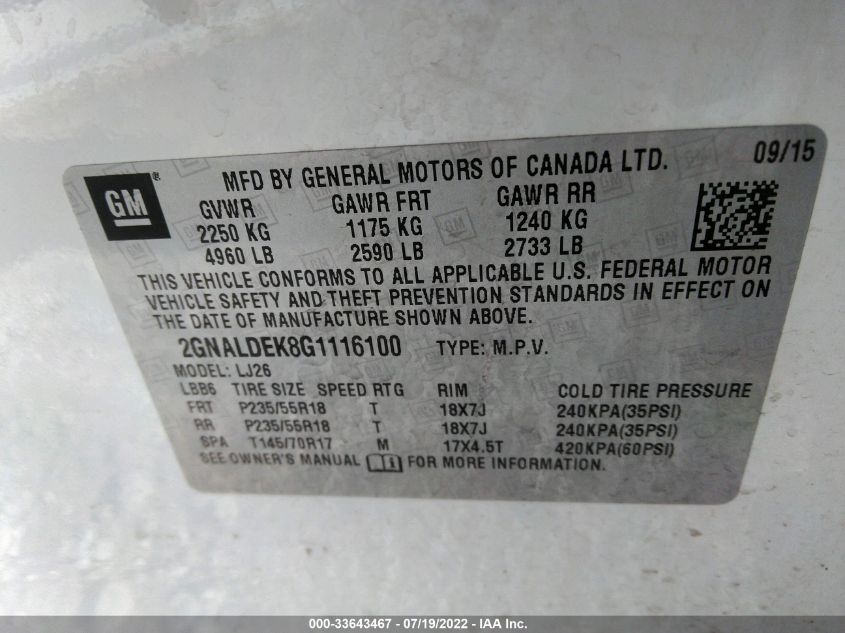 GM ®
MFD BY GENERAL MOTORS OF CANADA LTD. 09/15
GVWR GAWR FRT GAWR RR
2250 KG 1175 KG 1240 KG
4960 LB 2590 LB 2733 LB
THIS VEHICLE CONFORMS TO ALL APPLICABLE U.S. FEDERAL MOTOR
VEHICLE SAFETY AND THEFT PREVENTION STANDARDS IN EFFECT ON
THE DATE OF MANUFACTURE SHOWN ABOVE.
2GNALDEK8G1116100 TYPE: M.P.V.
MODEL: LJ26
LBB6 TIRE SIZE SPEED RTG RIM COLD TIRE PRESSURE
FRT P235/55R18 T 18X7J 240KPA(35PSI)
RR P235/55R18 T 18X7J 240KPA(35PSI)
SPA T145/70R17 M 17X4.5T 420KPA(60PSI)
SEE OWNER'S MANUAL FOR MORE INFORMATION.
000-33643467 - 07/19/2022 - IAA Inc.